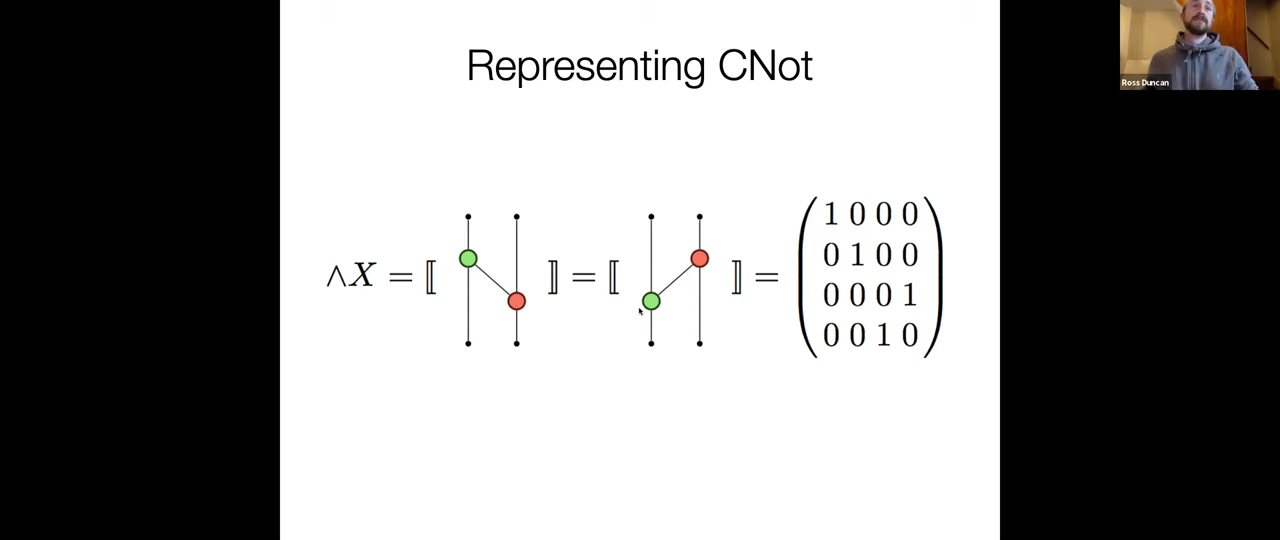 Representing CNot
Ross Duncan
∧X = ⟦ ⟧ = ⟦ ⟧ =
1 0 0 0
0 1 0 0
0 0 0 1
0 0 1 0